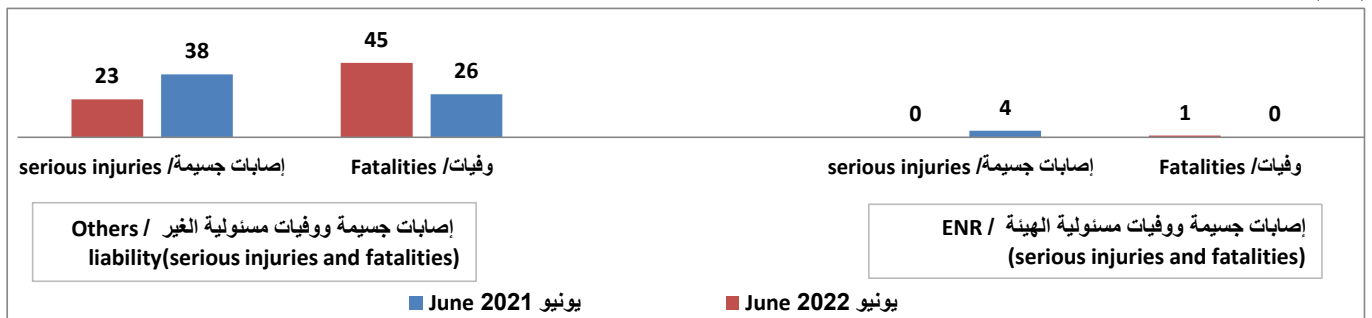 23
38
45
26
0
4
1
0
إصابات جسيمة/ serious injuries
وفيات/ Fatalities
إصابات جسيمة/ serious injuries
وفيات/ Fatalities
إصابات جسيمة ووفيات مسئولية الغير / Others
liability(serious injuries and fatalities)
إصابات جسيمة ووفيات مسئولية الهيئة / ENR
(serious injuries and fatalities)
يونيو June 2021
يونيو June 2022